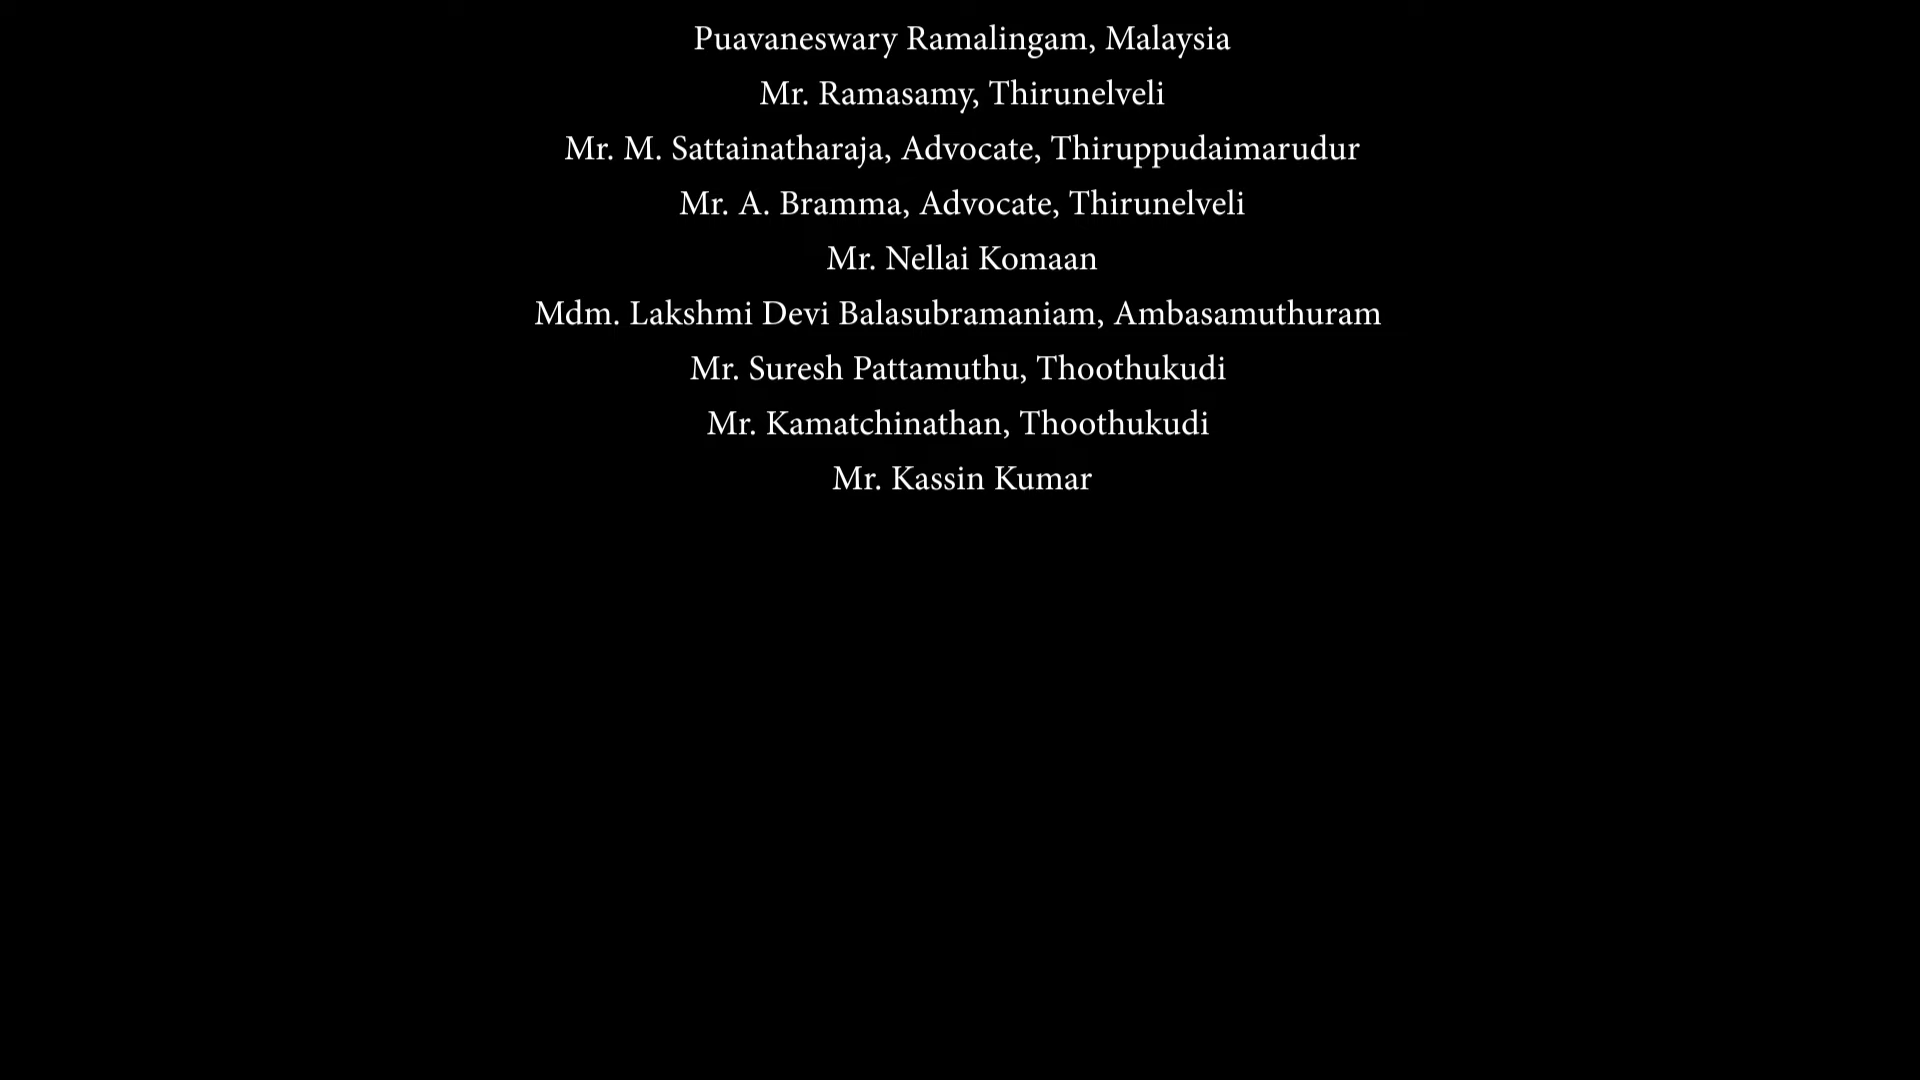 Puavaneswary Ramalingam, Malaysia
Mr. Ramasamy, Thirunelveli
Mr. M. Sattainatharaja, Advocate, Thiruppudaimarudur
Mr. A. Bramma, Advocate, Thirunelveli
Mr. Nellai Komaan
Mdm. Lakshmi Devi Balasubramaniam, Ambasamuthuram
Mr. Suresh Pattamuthu, Thoothukudi
Mr. Kamatchinathan, Thoothukudi
Mr. Kassin Kumar